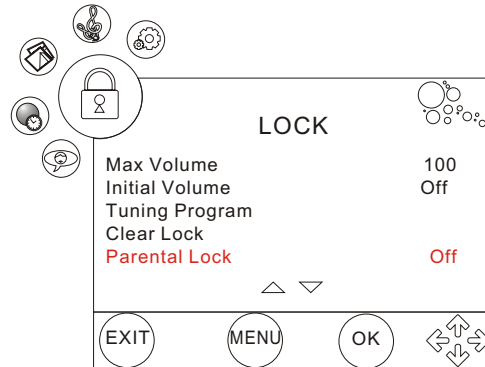 LOCK
Max Volume 100
Initial Volume Off
Tuning Program
Clear Lock
Parental Lock Off
EXIT MENU OK